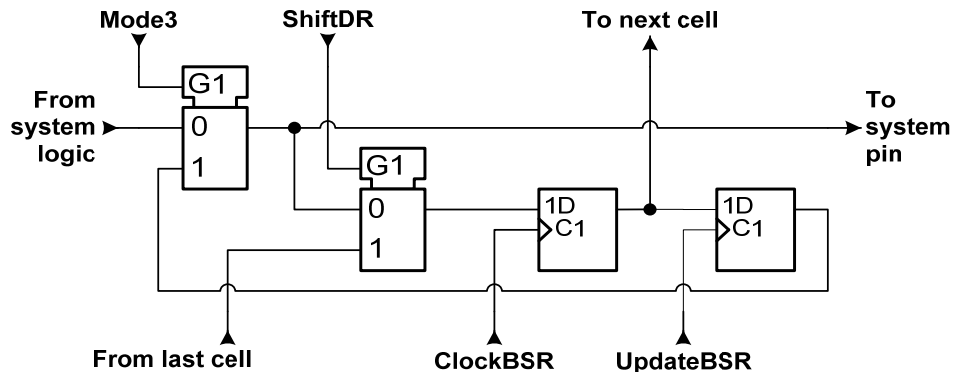 Mode3
ShiftDR
To next cell
G1
From
system
logic
0
1
To
system
pin
G1
0
1
1D
C1
1D
C1
From last cell
ClockBSR
UpdateBSR